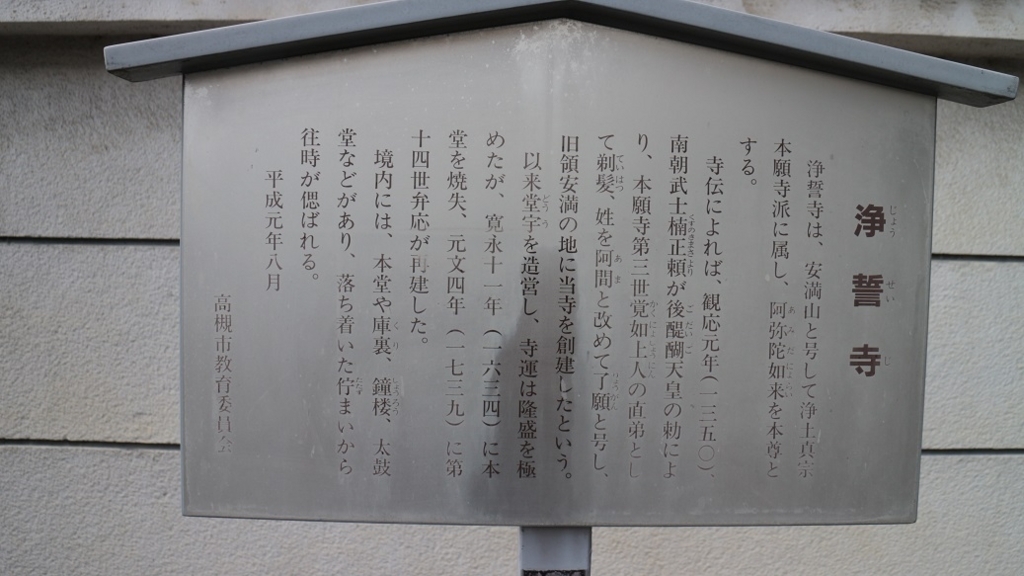 浄誓寺
浄誓寺は、安満山と号して浄土真宗
本願寺派に属し、阿弥陀如来を本尊と
する。
寺伝によれば、観応元年(一三五〇)、
南朝武士楠正頼が後醍醐天皇の勅によ
り、本願寺第三世覚如上人の直弟とし
て剃髪、姓を阿間と改めて了願と号し、
旧領安満の地に当寺を創建したという。
以来堂宇を造営し、寺運は隆盛を極
めたが、寛永十一年(一六三四)に本
堂を焼失、元文四年(一七三九)に第
十四世弁応が再建した。
境内には、本堂や庫裏、鐘楼、太鼓
堂などがあり、落ち着いた佇まいから
往時が偲ばれる。
平成元年八月
高槻市教育委員会